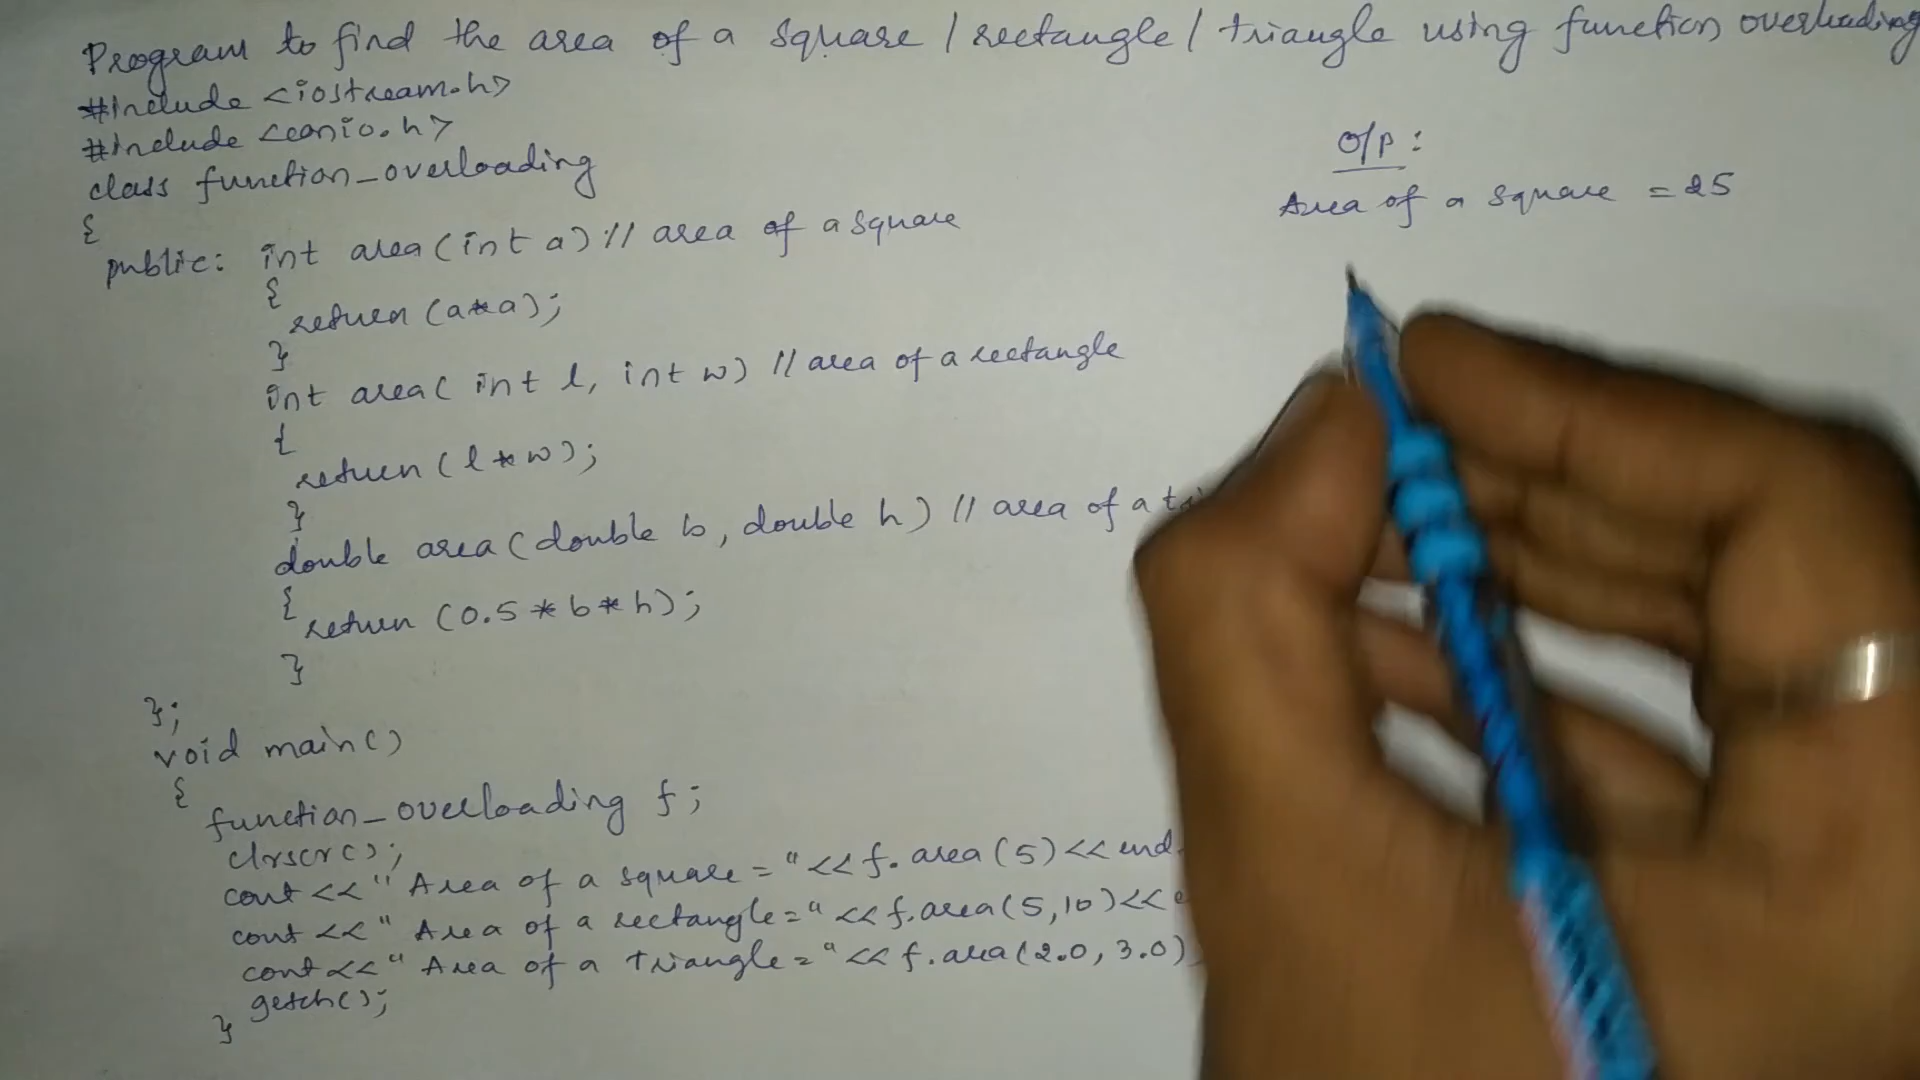 Program to find the area of a square / rectangle / triangle using function overloading
#include <iostream.h>
#include <conio.h>
class function_overloading
{
public: int area(int a) // area of a square
{
return (a*a);
}
int area( int l, int w) // area of a rectangle
{
return ( l * w );
}
double area (double b, double h) // area of a
{
return (0.5 * b * h);
}
};
void main()
{
function_overloading f;
clrscr();
cout << "Area of a square = " << f. area (5) << end
cout << " Area of a rectangle = " << f.area(5,10) <<
cout << " Area of a triangle = " << f.area(2.0, 3.0)
getch();
}
O/P :
Area of a square = 25